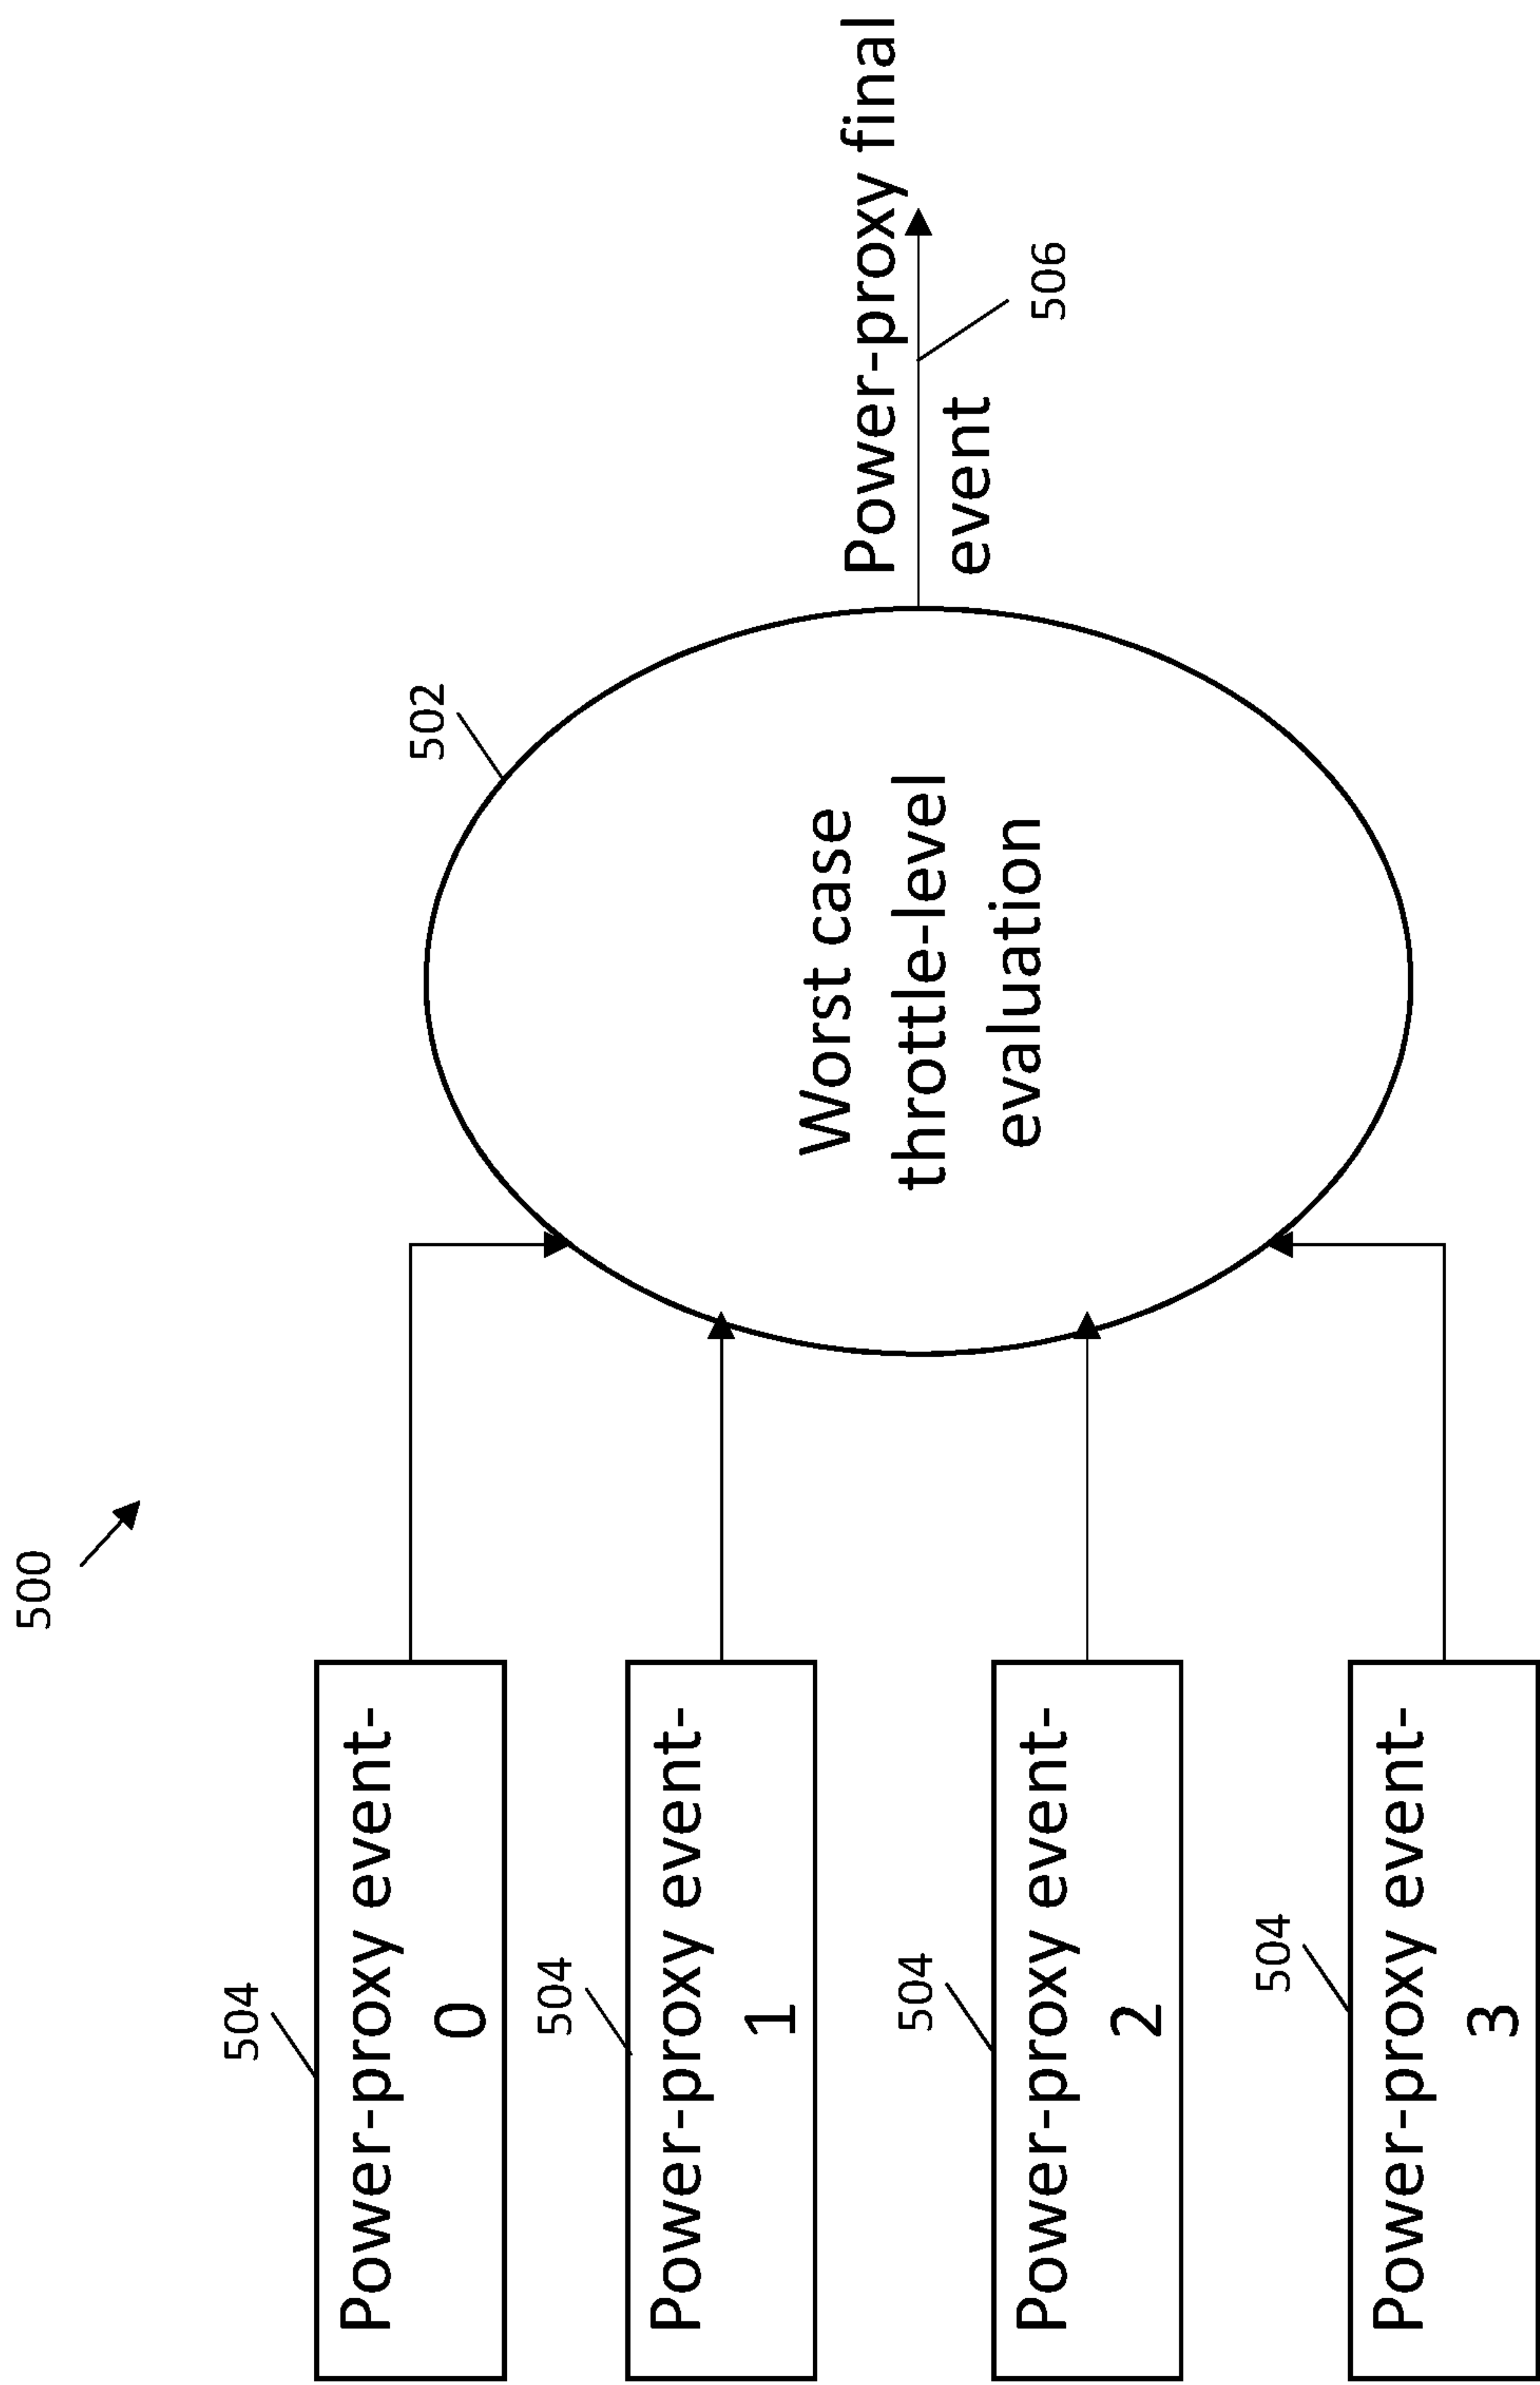 500
504
Power-proxy event-
0
504
Power-proxy event-
1
504
Power-proxy event-
2
504
Power-proxy event-
3
502
Worst case
throttle-level
evaluation
Power-proxy final
event
506